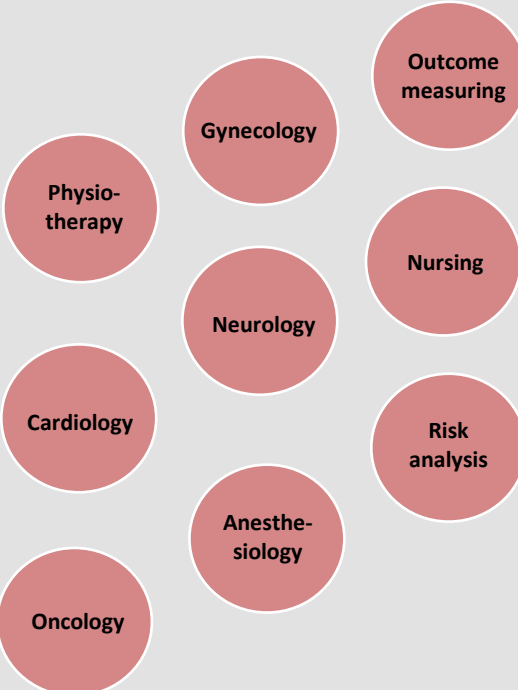 Outcome
measuring
Gynecology
Physio-
therapy
Nursing
Neurology
Cardiology
Risk
analysis
Anesthe-
siology
Oncology